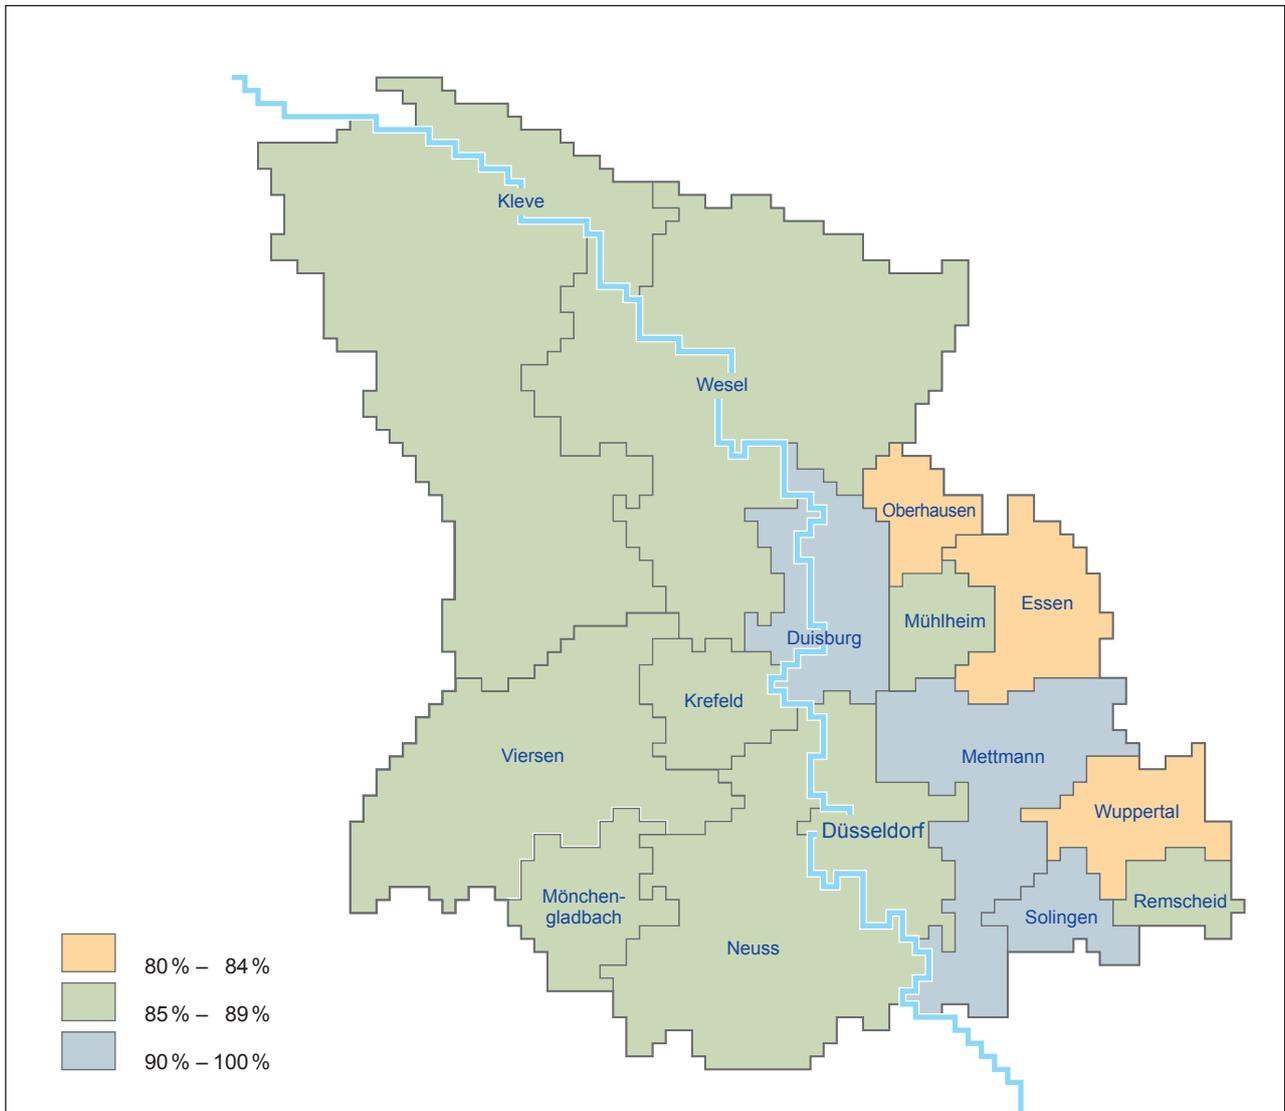 Kleve
Wesel
Oberhausen
Essen
Mühlheim
Duisburg
Krefeld
Viersen
Mettmann
Wuppertal
Düsseldorf
Mönchen-
gladbach
Remscheid
Solingen
Neuss
80 % – 84 %
85 % – 89 %
90 % – 100 %